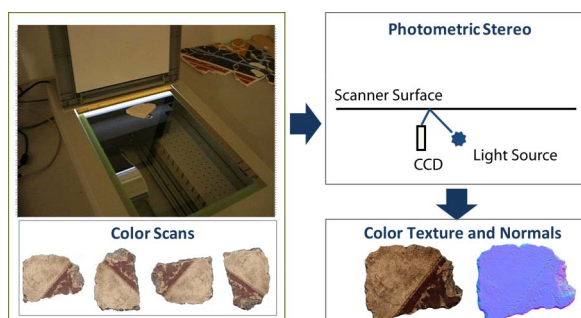 Photometric Stereo
Scanner Surface
CCD
Light Source
Color Scans
Color Texture and Normals